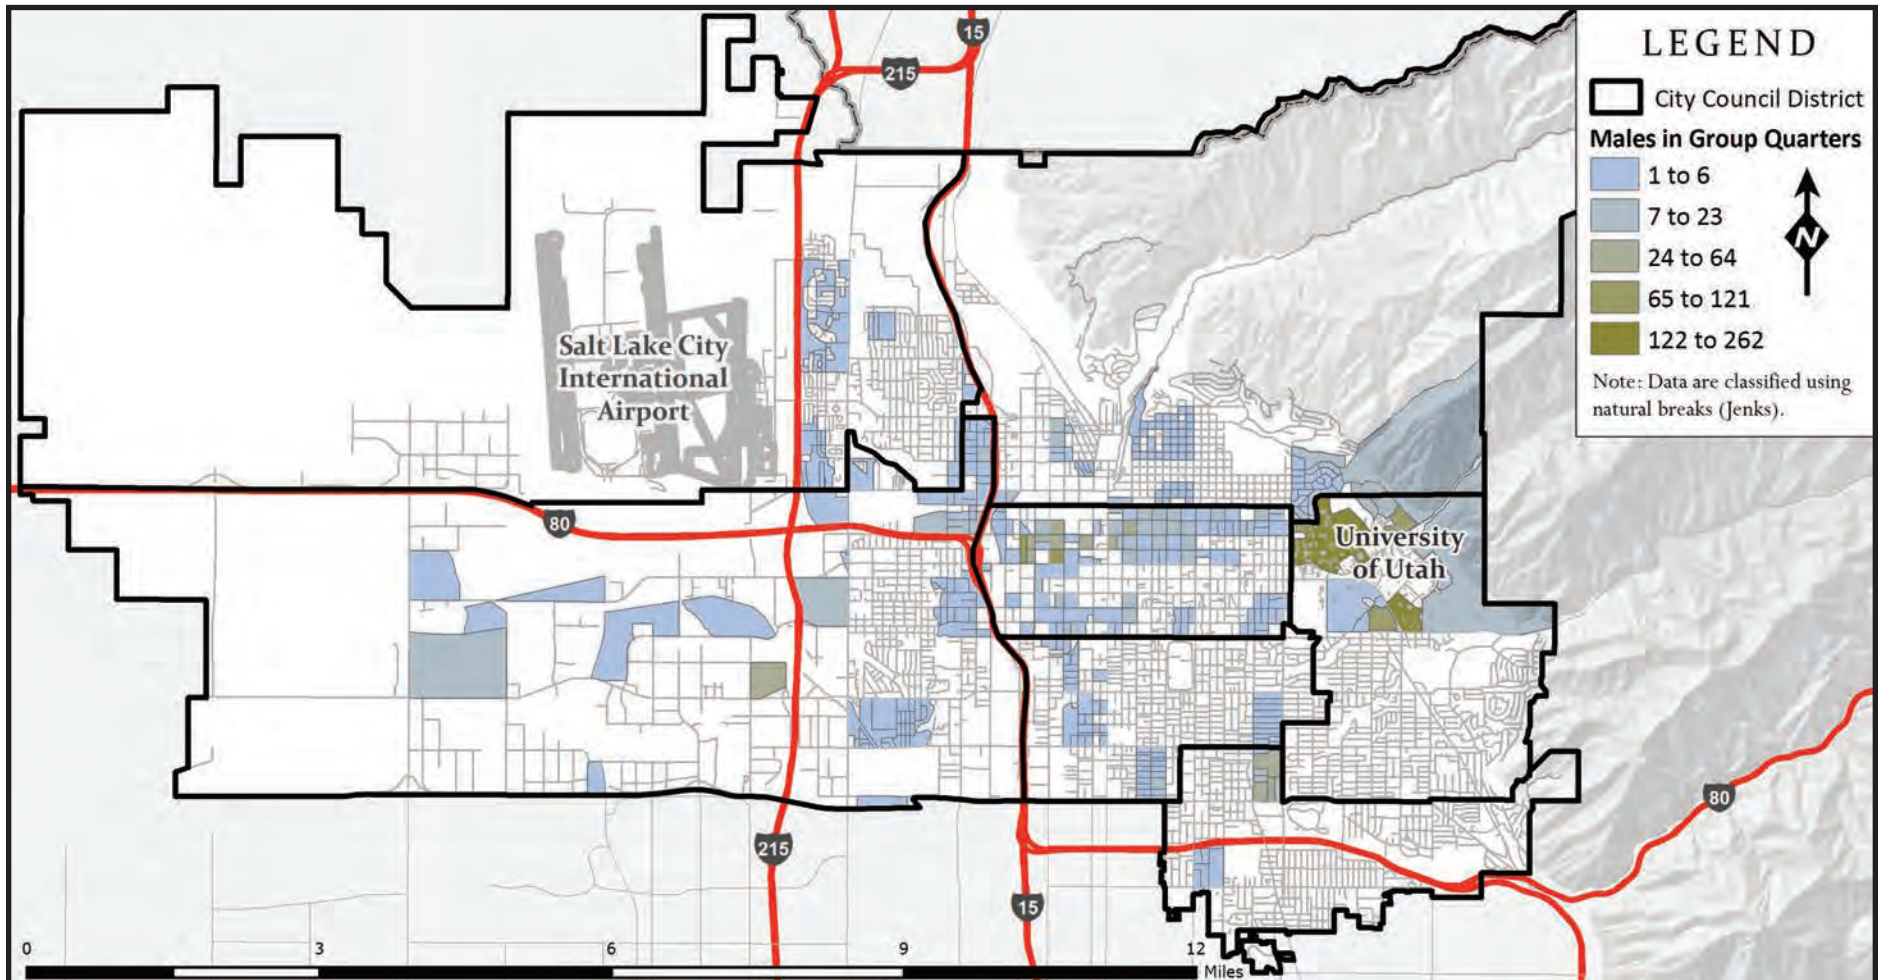 LEGEND
City Council District
Males in Group Quarters
1 to 6
7 to 23
24 to 64
65 to 121
122 to 262
N
Note: Data are classified using
natural breaks (Jenks).
15
215
Salt Lake City
International
Airport
80
University
of Utah
80
215
15
0 3 6 9 12
Miles